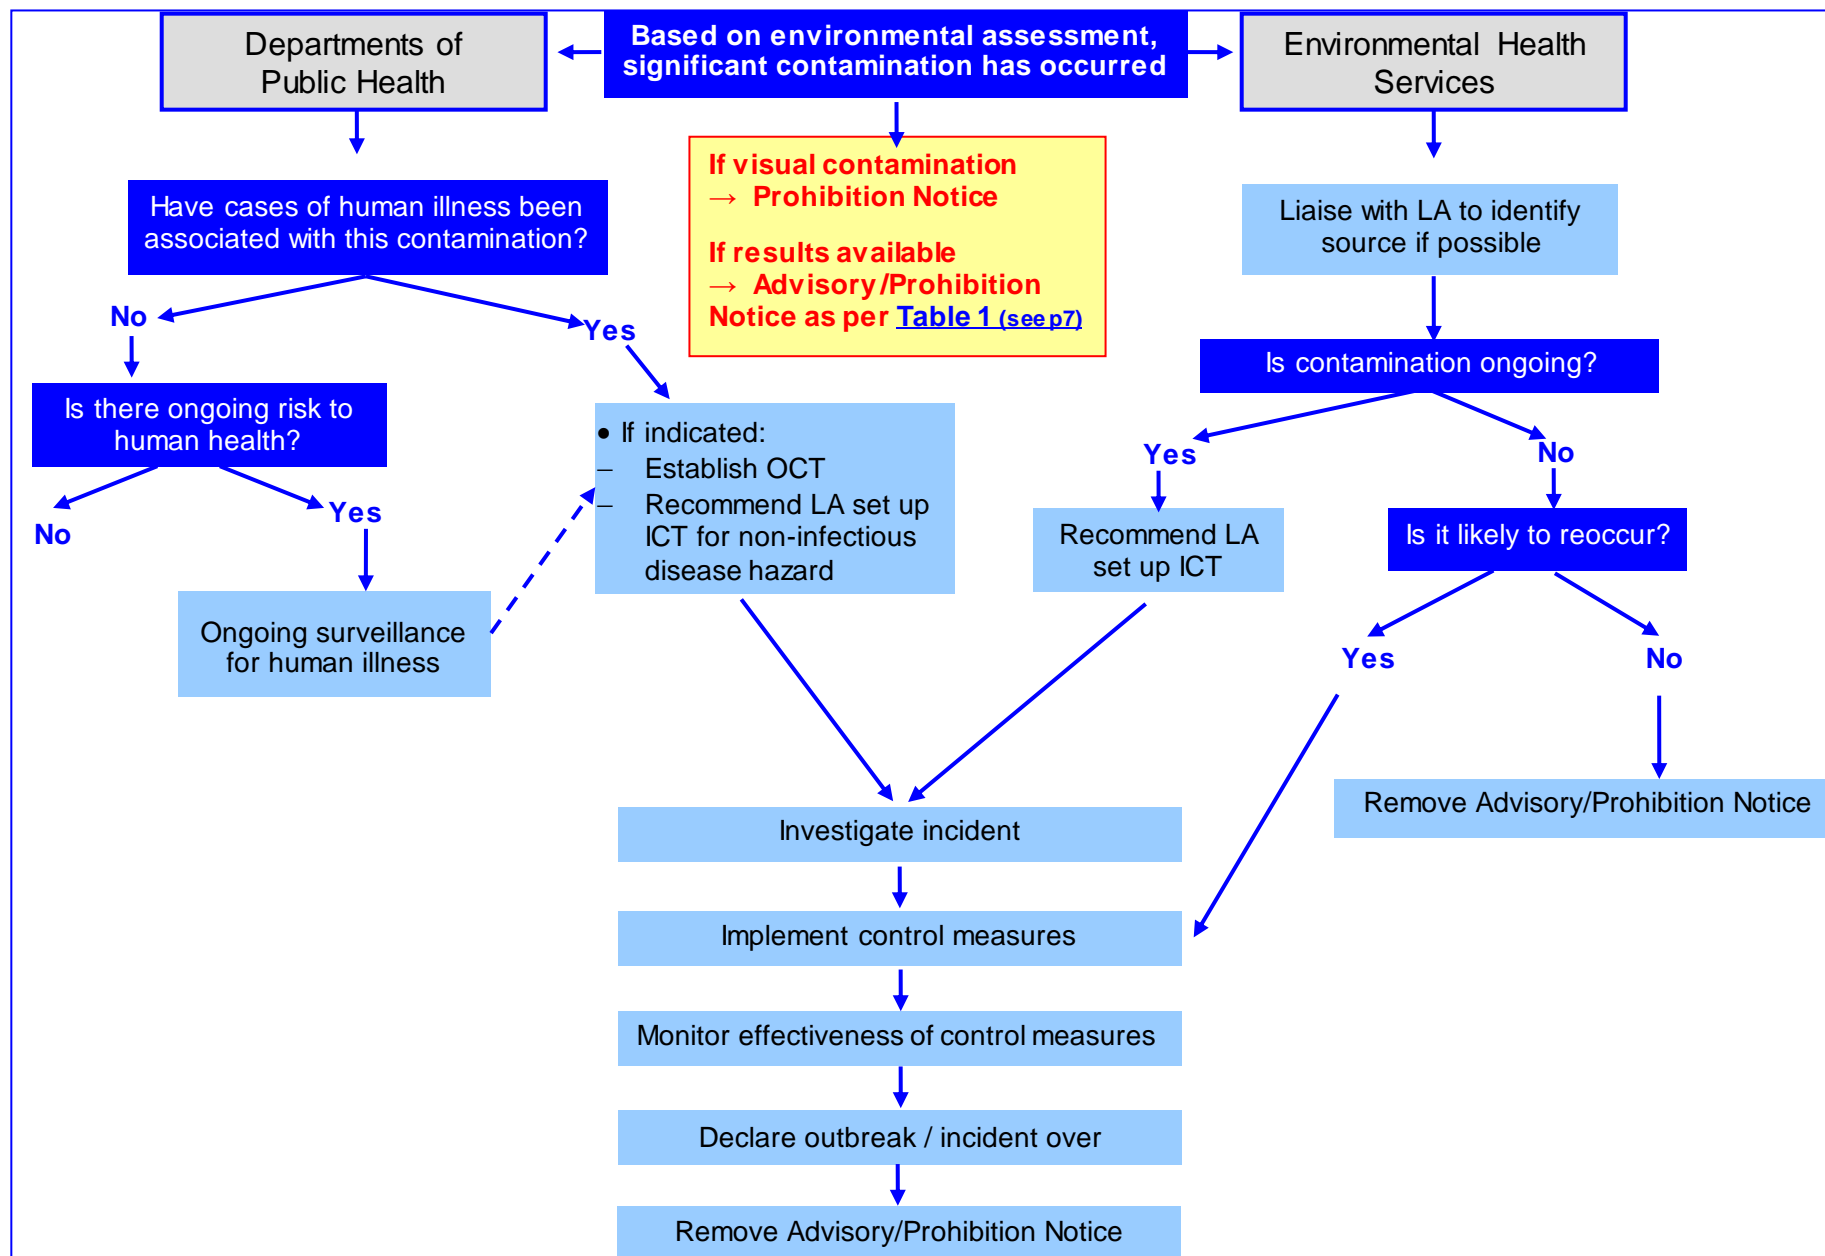 Departments of
Public Health
Based on environmental assessment,
significant contamination has occurred
Environmental Health
Services
If visual contamination
→ Prohibition Notice
If results available
→ Advisory/Prohibition
Notice as per Table 1 (see p7)
Have cases of human illness been
associated with this contamination?
Liaise with LA to identify
source if possible
No
Yes
Is contamination ongoing?
Is there ongoing risk to
human health?
• If indicated:
– Establish OCT
– Recommend LA set up
ICT for non-infectious
disease hazard
Yes
No
No
Yes
Recommend LA
set up ICT
Is it likely to reoccur?
Ongoing surveillance
for human illness
Yes
No
Remove Advisory/Prohibition Notice
Investigate incident
Implement control measures
Monitor effectiveness of control measures
Declare outbreak / incident over
Remove Advisory/Prohibition Notice